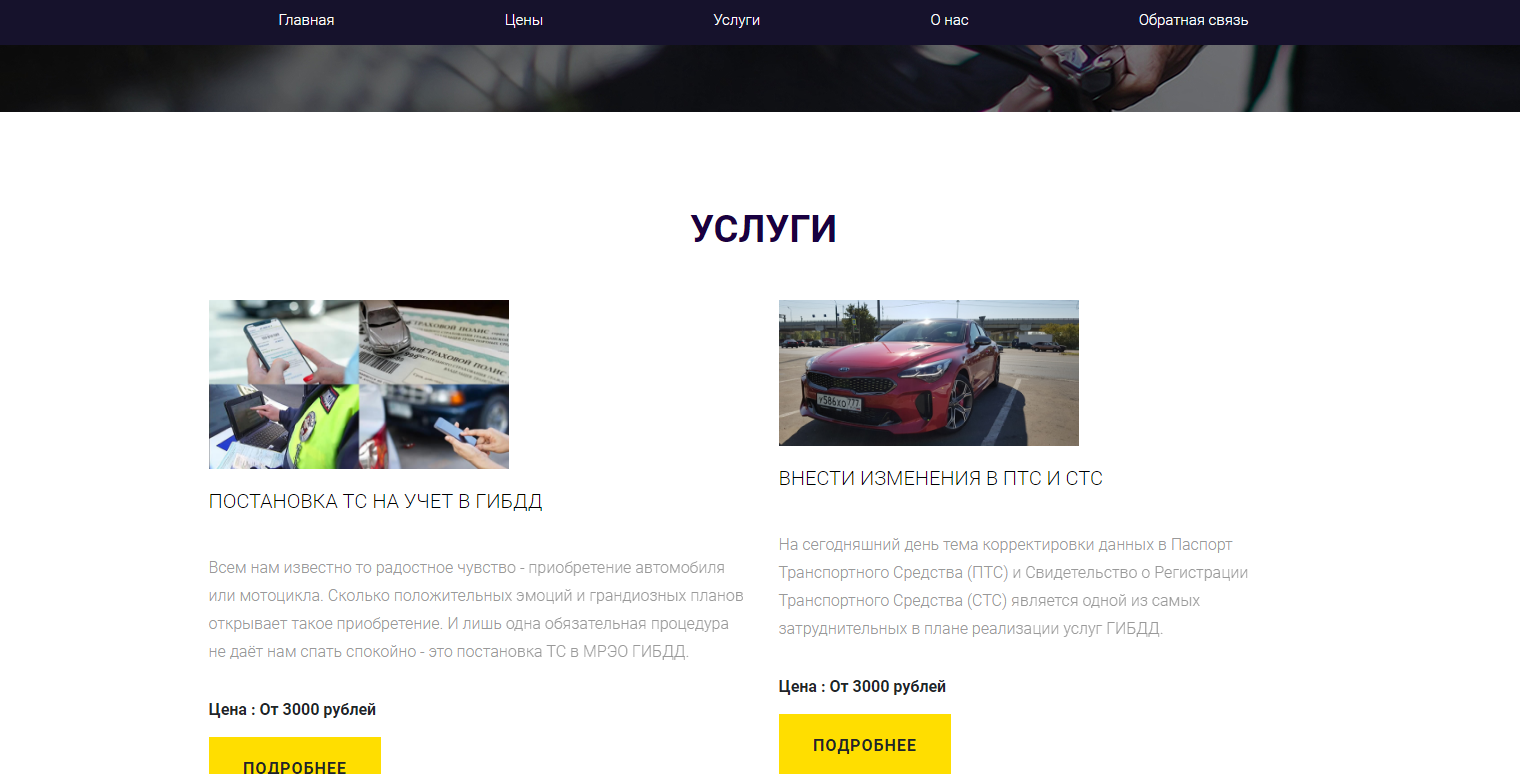 Главная
Цены
Услуги
О нас
Обратная связь
УСЛУГИ
СТРАХОВОЙ ПОЛИС
СТРАХОВОЙ ПОЛИС
У586ХО 777
ПОСТАНОВКА ТС НА УЧЕТ В ГИБДД
Всем нам известно то радостное чувство - приобретение автомобиля
или мотоцикла. Сколько положительных эмоций и грандиозных планов
открывает такое приобретение. И лишь одна обязательная процедура
не даёт нам спать спокойно - это постановка ТС в МРЭО ГИБДД.
Цена : От 3000 рублей
ПОДРОБНЕЕ
ВНЕСТИ ИЗМЕНЕНИЯ В ПТС И СТС
На сегодняшний день тема корректировки данных в Паспорт
Транспортного Средства (ПТС) и Свидетельство о Регистрации
Транспортного Средства (СТС) является одной из самых
затруднительных в плане реализации услуг ГИБДД.
Цена : От 3000 рублей
ПОДРОБНЕЕ